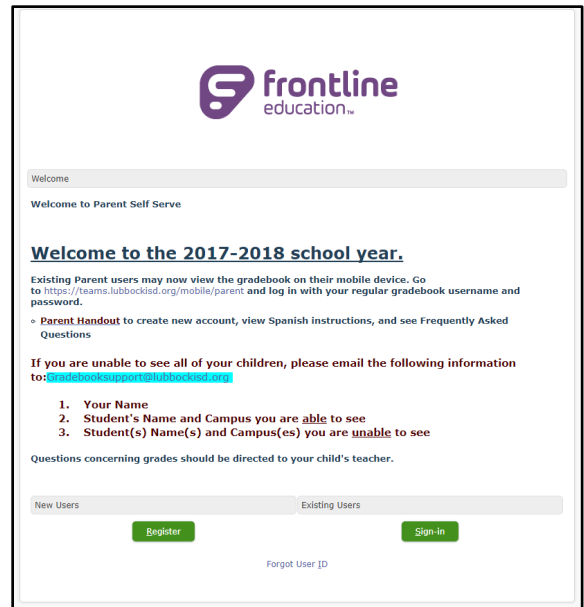 frontline
education™
Welcome
Welcome to Parent Self Serve
Welcome to the 2017-2018 school year.
Existing Parent users may now view the gradebook on their mobile device. Go
to https://teams.lubbockisd.org/mobile/parent and log in with your regular gradebook username and
password.
Parent Handout to create new account, view Spanish instructions, and see Frequently Asked
Questions
If you are unable to see all of your children, please email the following information
to:Gradebooksupport@lubbockisd.org
1. Your Name
2. Student's Name and Campus you are able to see
3. Student(s) Name(s) and Campus(es) you are unable to see
Questions concerning grades should be directed to your child's teacher.
New Users
Existing Users
Register
Sign-in
Forgot User ID